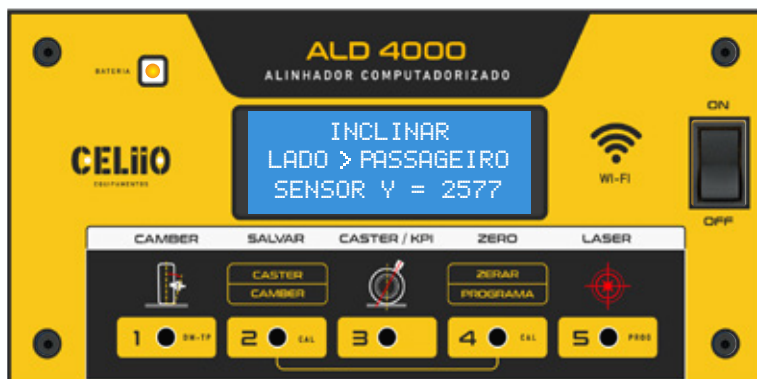 ALD 4000
ALINHADOR COMPUTADORIZADO
BATERIA
CELiiO
EQUIPAMENTOS
INCLINAR
LADO > PASSAGEIRO
SENSOR Y = 2577
WI-FI
ON
OFF
CAMBER SALVAR CASTER / KPI ZERO LASER
CASTER
CAMBER
ZERAR
PROGRAMA
1 DM-TP 2 CAL 3 4 CAL 5 PROG